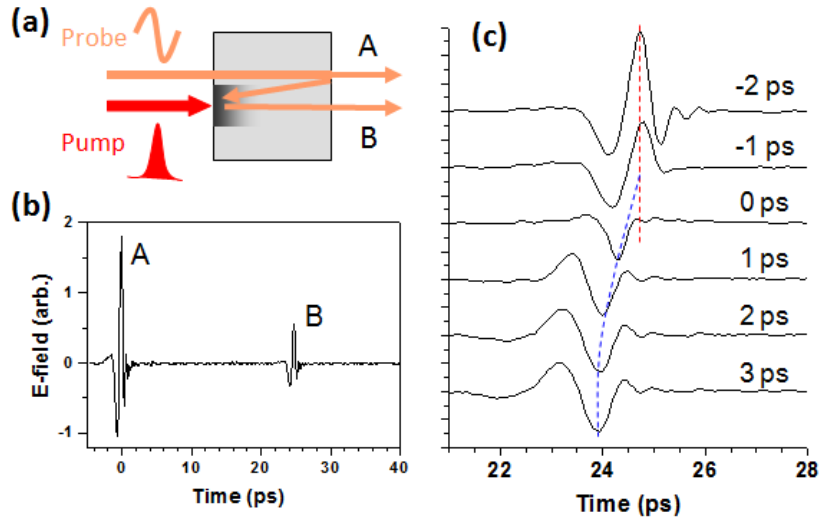 (a)
Probe
A
Pump
B
(b)
2
1
0
-1
E-field (arb.)
A
B
0
10
20
30
40
Time (ps)
(c)
-2 ps
-1 ps
0 ps
1 ps
2 ps
3 ps
22
24
26
28
Time (ps)